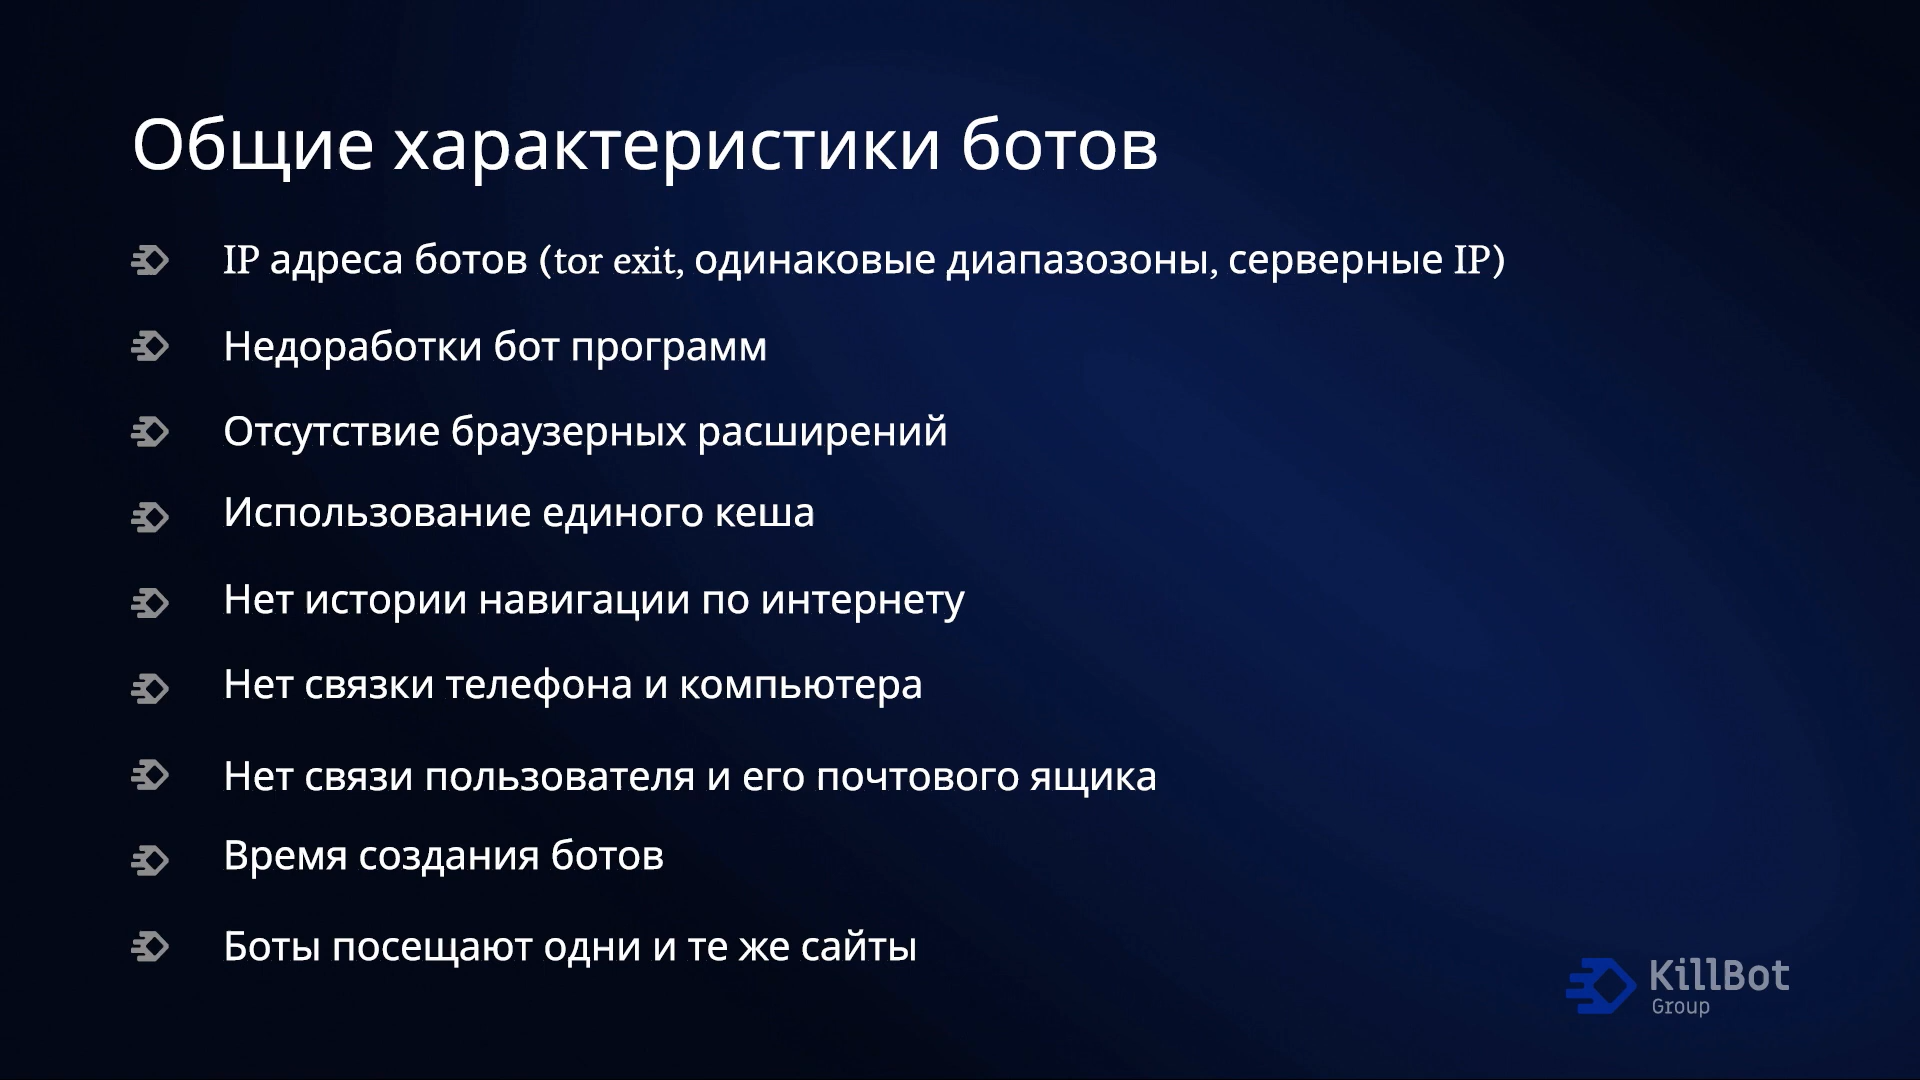 Общие характеристики ботов
IP адреса ботов (tor exit, одинаковые диапазозоны, серверные IP)
Недоработки бот программ
Отсутствие браузерных расширений
Использование единого кеша
Нет истории навигации по интернету
Нет связки телефона и компьютера
Нет связи пользователя и его почтового ящика
Время создания ботов
Боты посещают одни и те же сайты
KillBot
Group